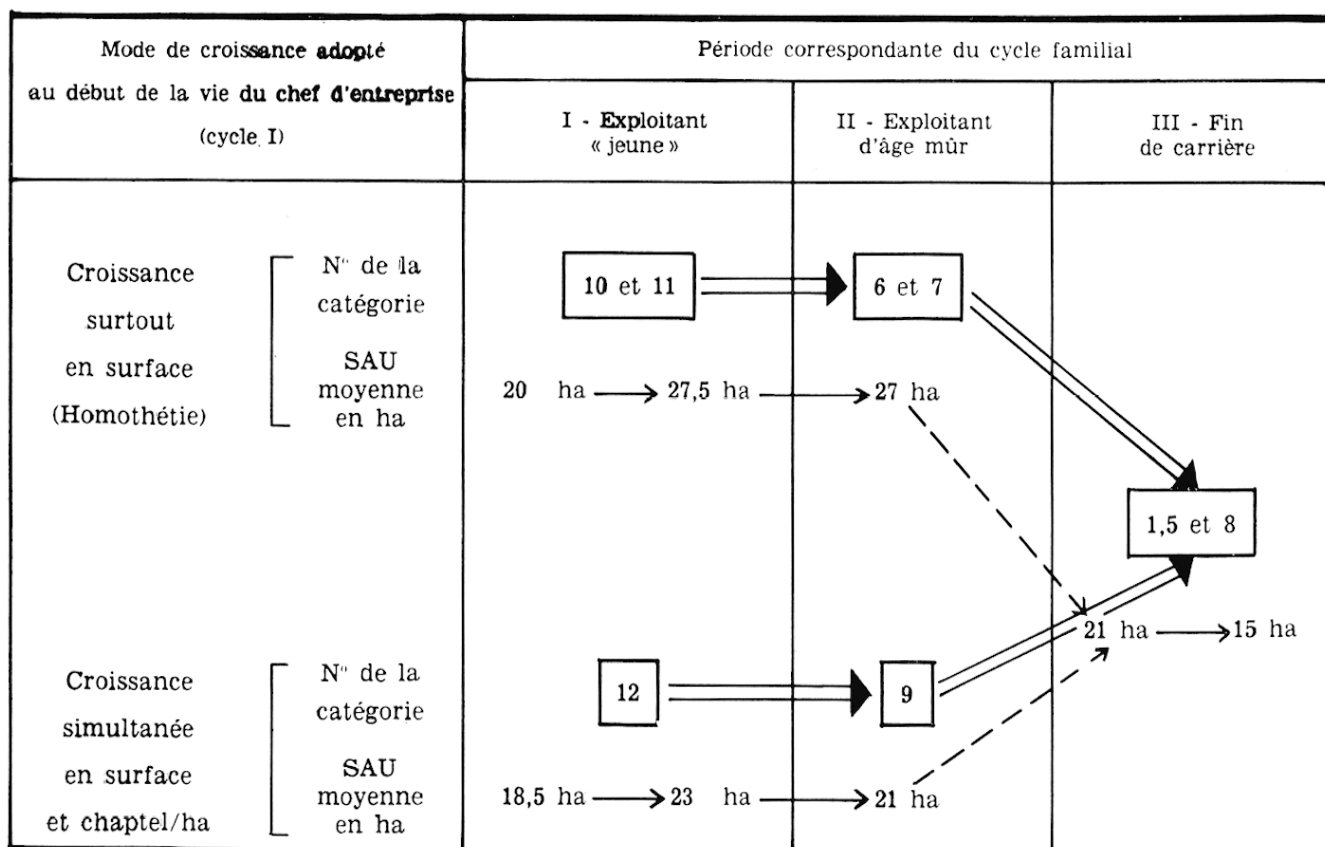 Mode de croissance adopté
au début de la vie du chef d'entreprise
(cycle I)
Période correspondante du cycle familial
I - Exploitant
« jeune »
II - Exploitant
d'âge mûr
III - Fin
de carrière
Croissance
surtout
en surface
(Homothétie)
N° de la
catégorie
SAU
moyenne
en ha
10 et 11
6 et 7
20 ha
27,5 ha
27 ha
1,5 et 8
21 ha
15 ha
Croissance
simultanée
en surface
et chaptel/ha
N° de la
catégorie
SAU
moyenne
en ha
12
9
18,5 ha
23 ha
21 ha